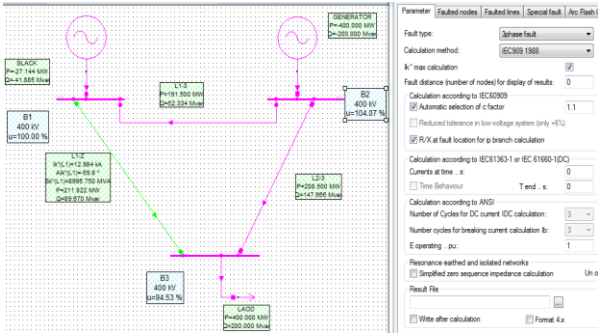 GENERATOR
P=-400.000 MW
Q=-200.000 Mvar
SLACK
P=-27.144 MW
Q=-41.885 Mvar
L1-3
P=191.500 MW
Q=52.334 Mvar
B2
400 kV
u=104.07 %
B1
400 kV
u=100.00 %
L1-2
Ik"(L1)=12.984 kA
AIk"(L1)=-89.8 °
Sk"(L1)=8995.750 MVA
P=211.822 MW
Q=89.670 Mvar
L2-3
P=208.500 MW
Q=147.666 Mvar
B3
400 kV
u=94.53 %
LAOD
P=400.000 MW
Q=200.000 Mvar
Parameter Faulted nodes Faulted lines Special fault Arc Flash
Fault type: 3phase fault
Calculation method: IEC909 1988
Ik'' max calculation
Fault distance (number of nodes) for display of results: 0
Calculation according to IEC60909
Automatic selection of c factor 1.1
Reduced tolerance in low-voltage system (only +6%)
R/X at fault location for ip branch calculation
Calculation according to IEC61363-1 or IEC 61660-1(DC)
Currents at time .. s: 0
Time Behaviour T end .. s: 0
Calculation according to ANSI
Number of Cycles for DC current IDC calculation: 3
Number cycles for breaking current calculation Ib: 3
E operating .. pu: 1
Resonance earthed and isolated networks
Simplified zero sequence impedance calculation Un
Result File
...
Write after calculation Format 4.x